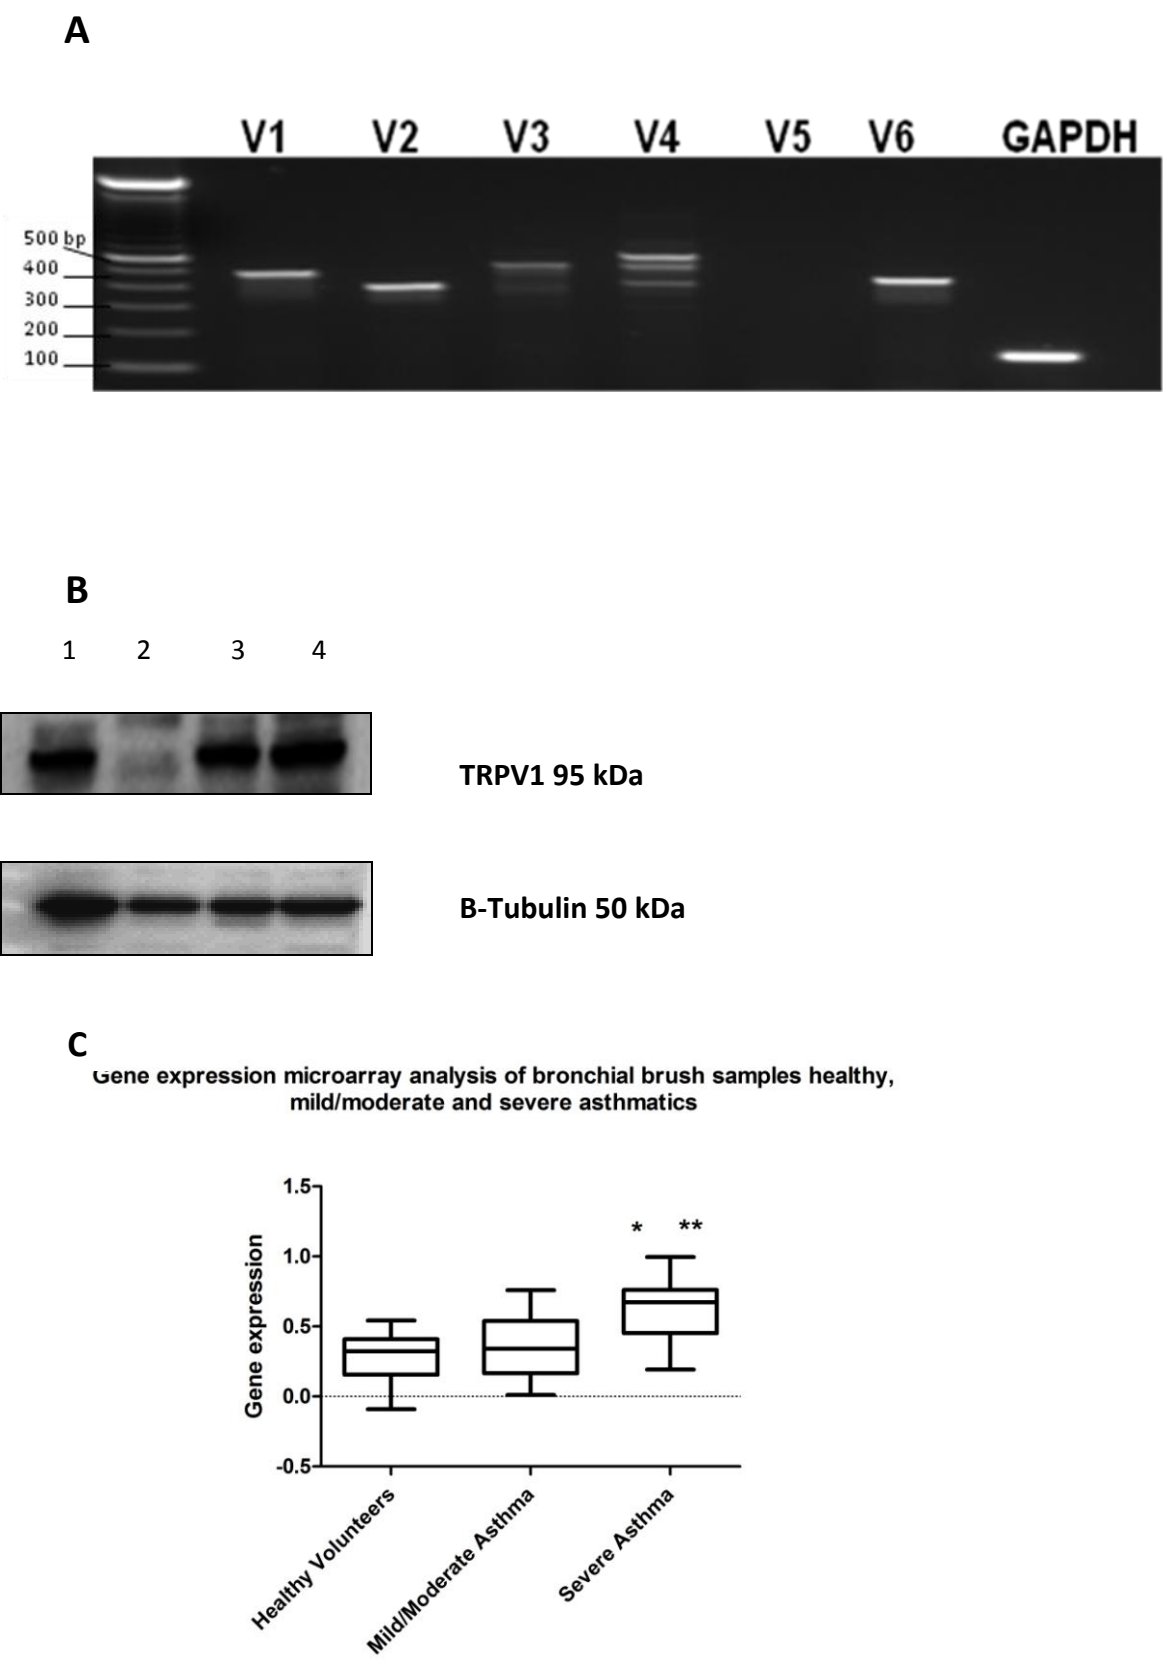 A
V1 V2 V3 V4 V5 V6 GAPDH
500 bp
400
300
200
100
B
1 2 3 4
TRPV1 95 kDa
B-Tubulin 50 kDa
C
Gene expression microarray analysis of bronchial brush samples healthy,
mild/moderate and severe asthmatics
1.5
* **
1.0
0.5
0.0
-0.5
Gene expression
Healthy Volunteers
Mild/Moderate Asthma
Severe Asthma